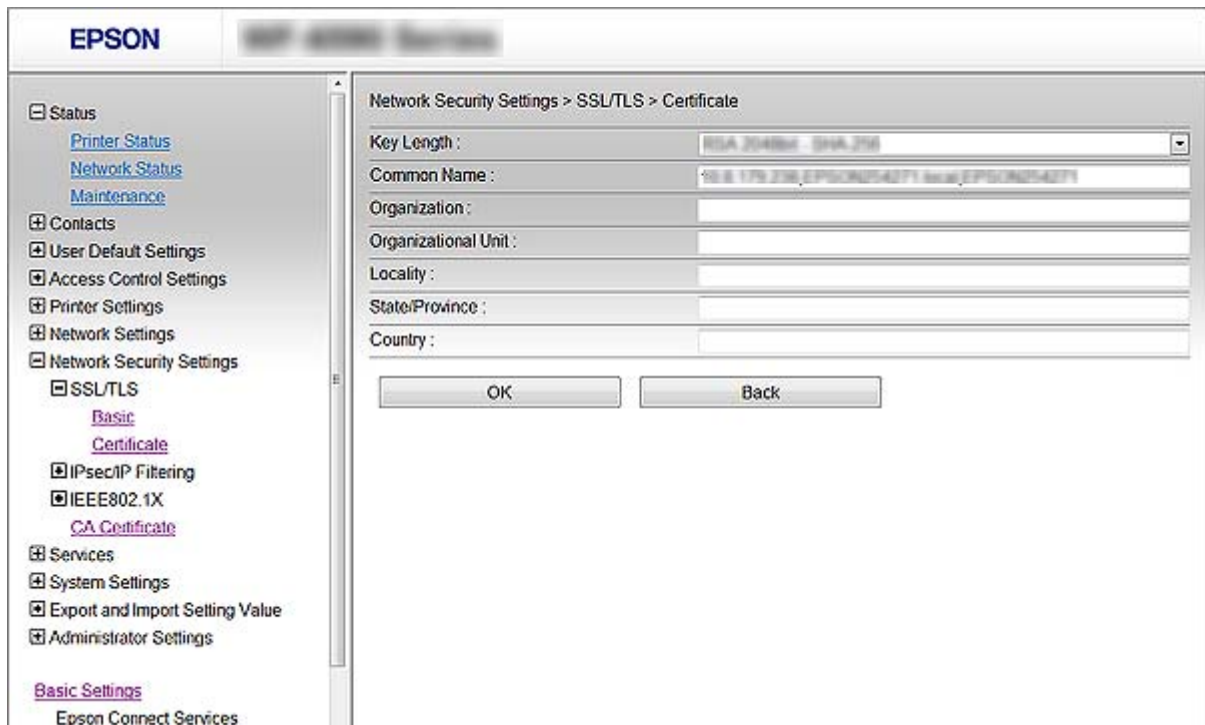 EPSON
Status
Printer Status
Network Status
Maintenance
Contacts
User Default Settings
Access Control Settings
Printer Settings
Network Settings
Network Security Settings
SSL/TLS
Basic
Certificate
IPsec/IP Filtering
IEEE802.1X
CA Certificate
Services
System Settings
Export and Import Setting Value
Administrator Settings
Basic Settings
Epson Connect Services
Network Security Settings > SSL/TLS > Certificate
Key Length :
Common Name :
Organization :
Organizational Unit :
Locality :
State/Province :
Country :
OK Back